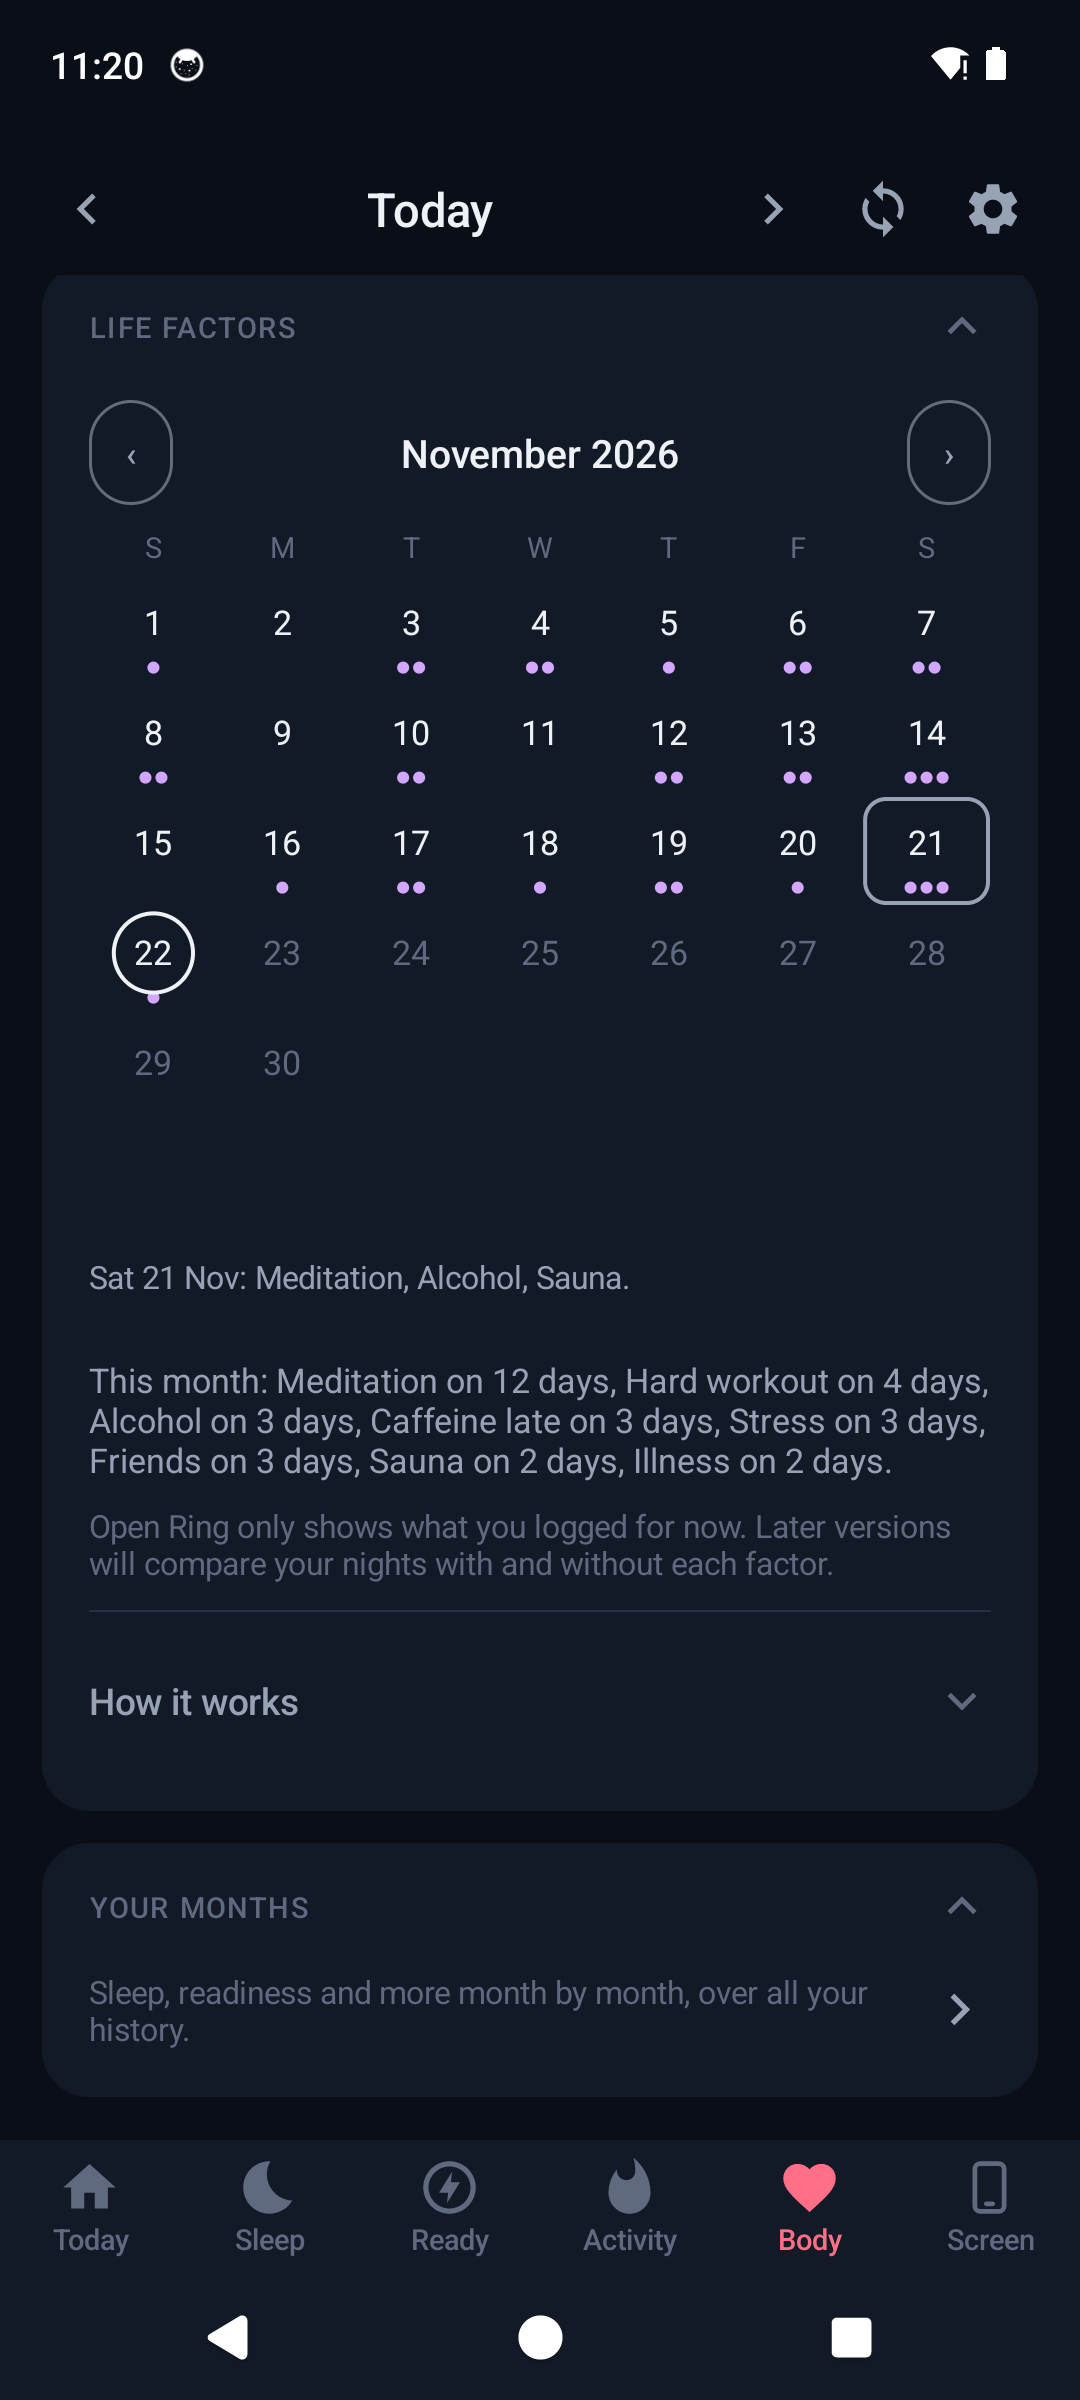 11:20
Today
LIFE FACTORS
‹ November 2026 ›
S M T W T F S
1 2 3 4 5 6 7
8 9 10 11 12 13 14
15 16 17 18 19 20 21
22 23 24 25 26 27 28
29 30
Sat 21 Nov: Meditation, Alcohol, Sauna.
This month: Meditation on 12 days, Hard workout on 4 days,
Alcohol on 3 days, Caffeine late on 3 days, Stress on 3 days,
Friends on 3 days, Sauna on 2 days, Illness on 2 days.
Open Ring only shows what you logged for now. Later versions
will compare your nights with and without each factor.
How it works
YOUR MONTHS
Sleep, readiness and more month by month, over all your
history.
Today Sleep Ready Activity Body Screen